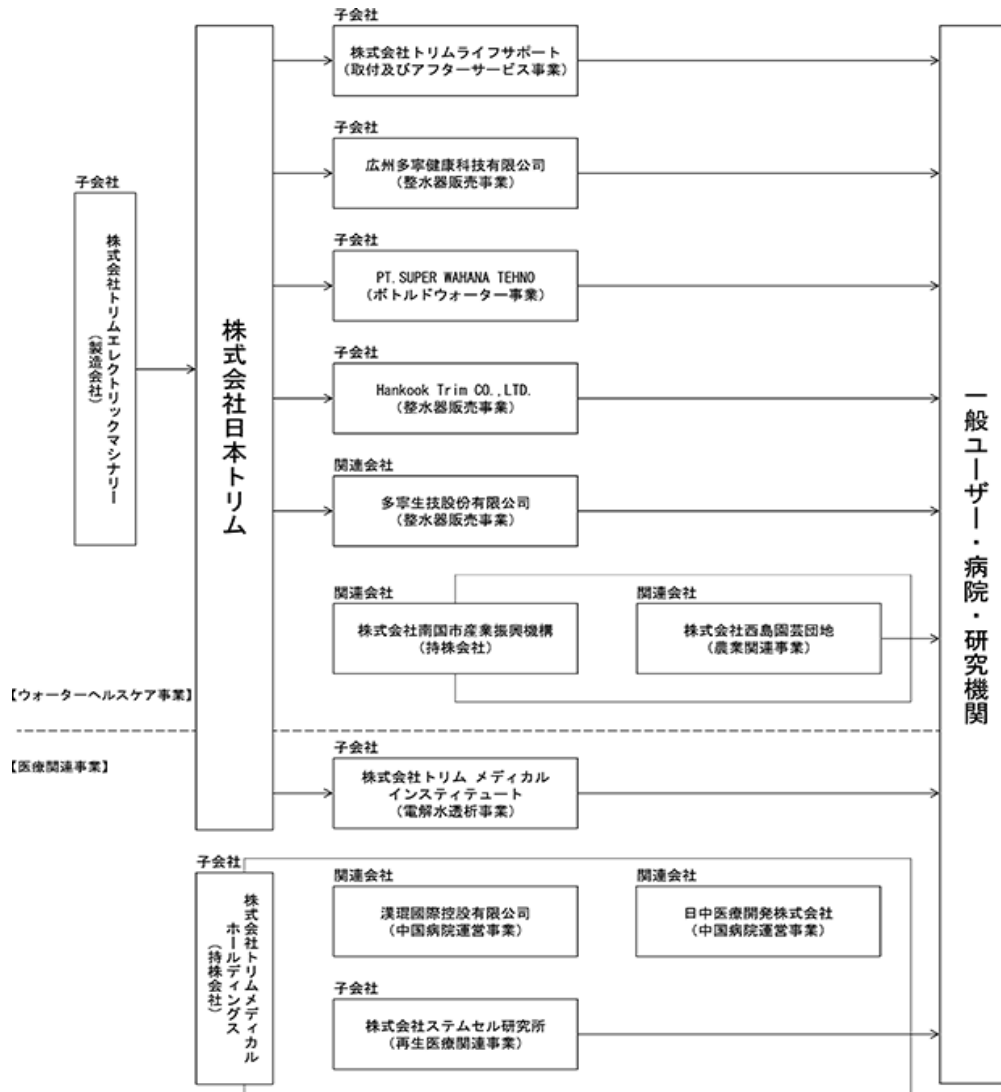 子会社
株式会社トリムライフサポート
(取付及びアフターサービス事業)
子会社
広州多寧健康科技有限公司
(整水器販売事業)
子会社
株式会社トリムエレクトリックマシナリー
(製造会社)
株式会社日本トリム
子会社
PT.SUPER WAHANA TEHNO
(ボトルドウォーター事業)
子会社
Hankook Trim CO.,LTD.
(整水器販売事業)
関連会社
多寧生技股份有限公司
(整水器販売事業)
関連会社
株式会社南国市産業振興機構
(持株会社)
関連会社
株式会社西島園芸団地
(農業関連事業)
一般ユーザー・病院・研究機関
【ウォーターヘルスケア事業】
【医療関連事業】
子会社
株式会社トリム メディカル
インスティテュート
(電解水透析事業)
子会社
株式会社トリムメディカル
ホールディングス
(持株会社)
関連会社
漢琨國際控股有限公司
(中国病院運営事業)
関連会社
日中医療開発株式会社
(中国病院運営事業)
子会社
株式会社ステムセル研究所
(再生医療関連事業)